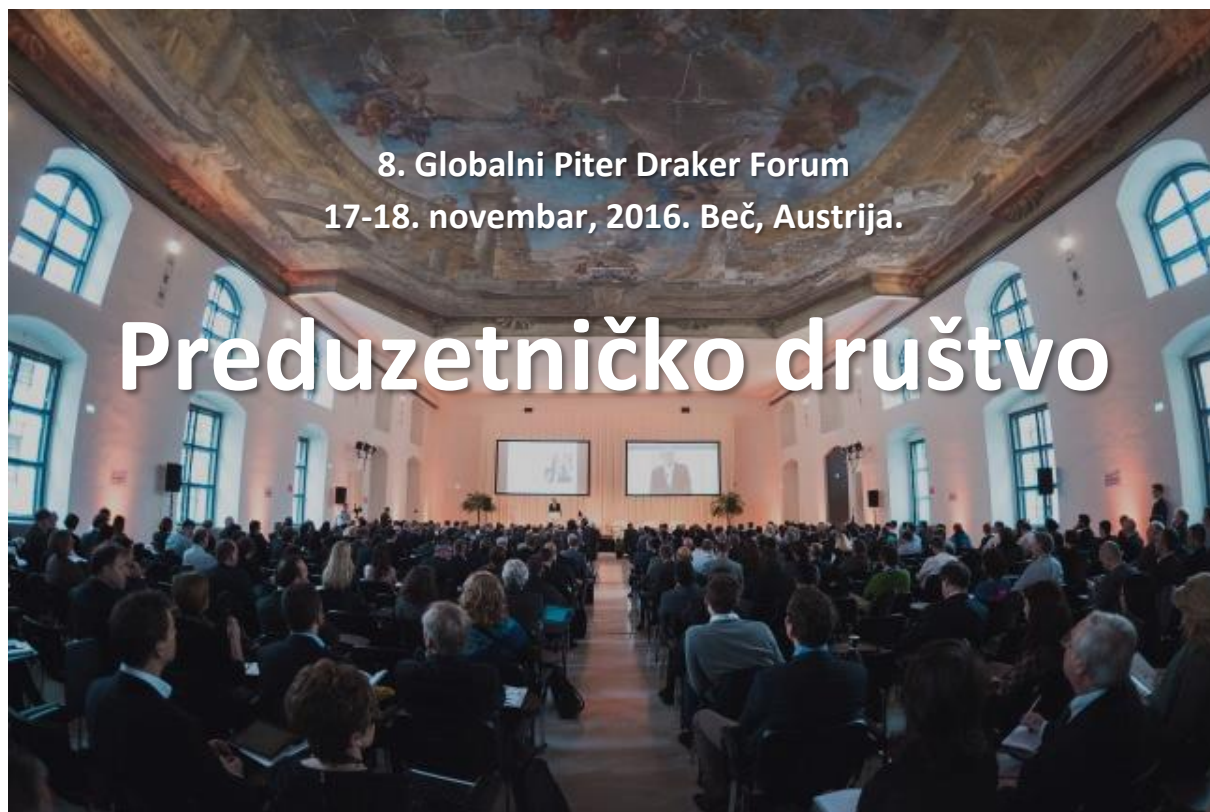 8. Globalni Piter Draker Forum
17-18. novembar, 2016. Beč, Austrija.
Preduzetničko društvo